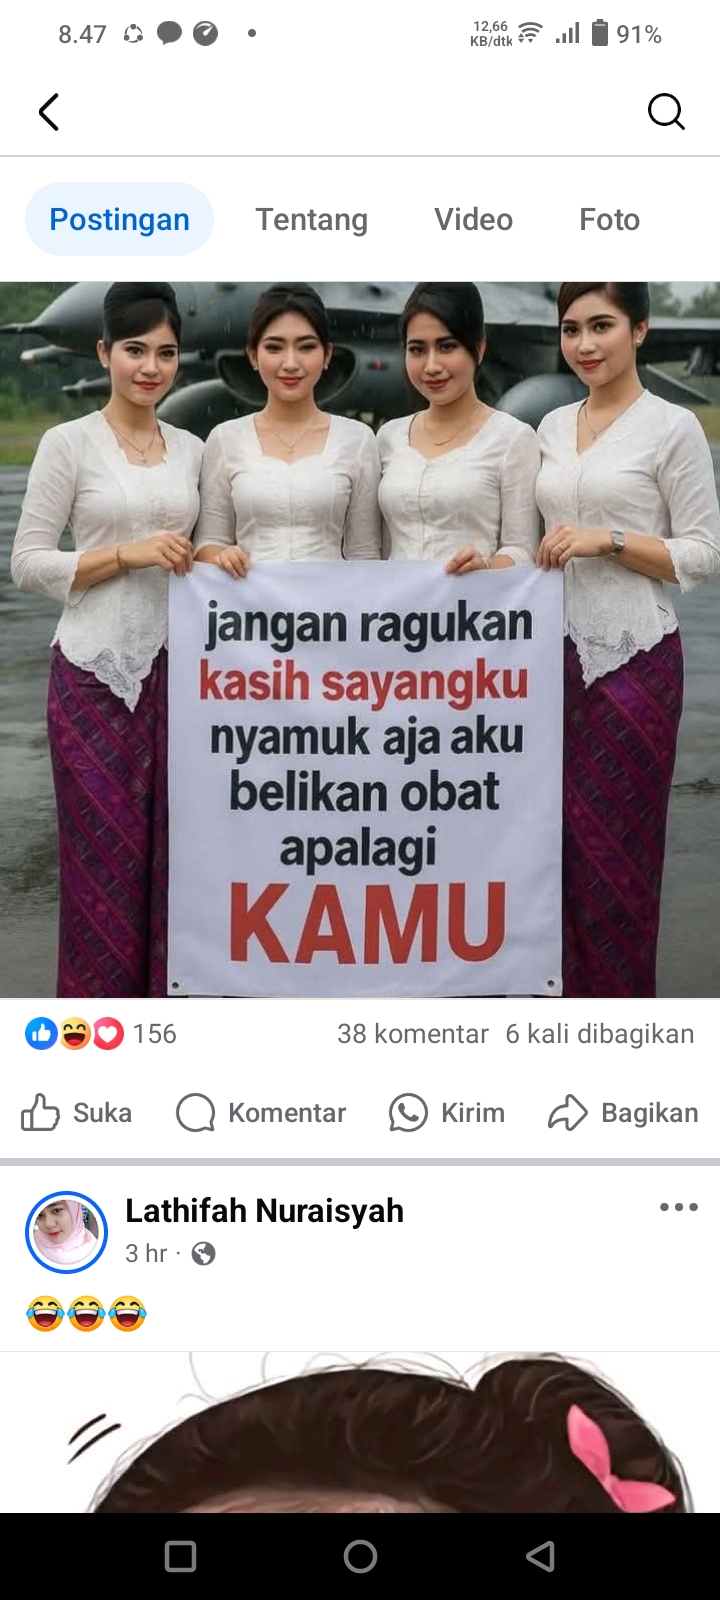 8.47
12,66
KB/dtk
91%
Postingan Tentang Video Foto
jangan ragukan
kasih sayangku
nyamuk aja aku
belikan obat
apalagi
KAMU
156 38 komentar 6 kali dibagikan
Suka Komentar Kirim Bagikan
Lathifah Nuraisyah
3 hr ·